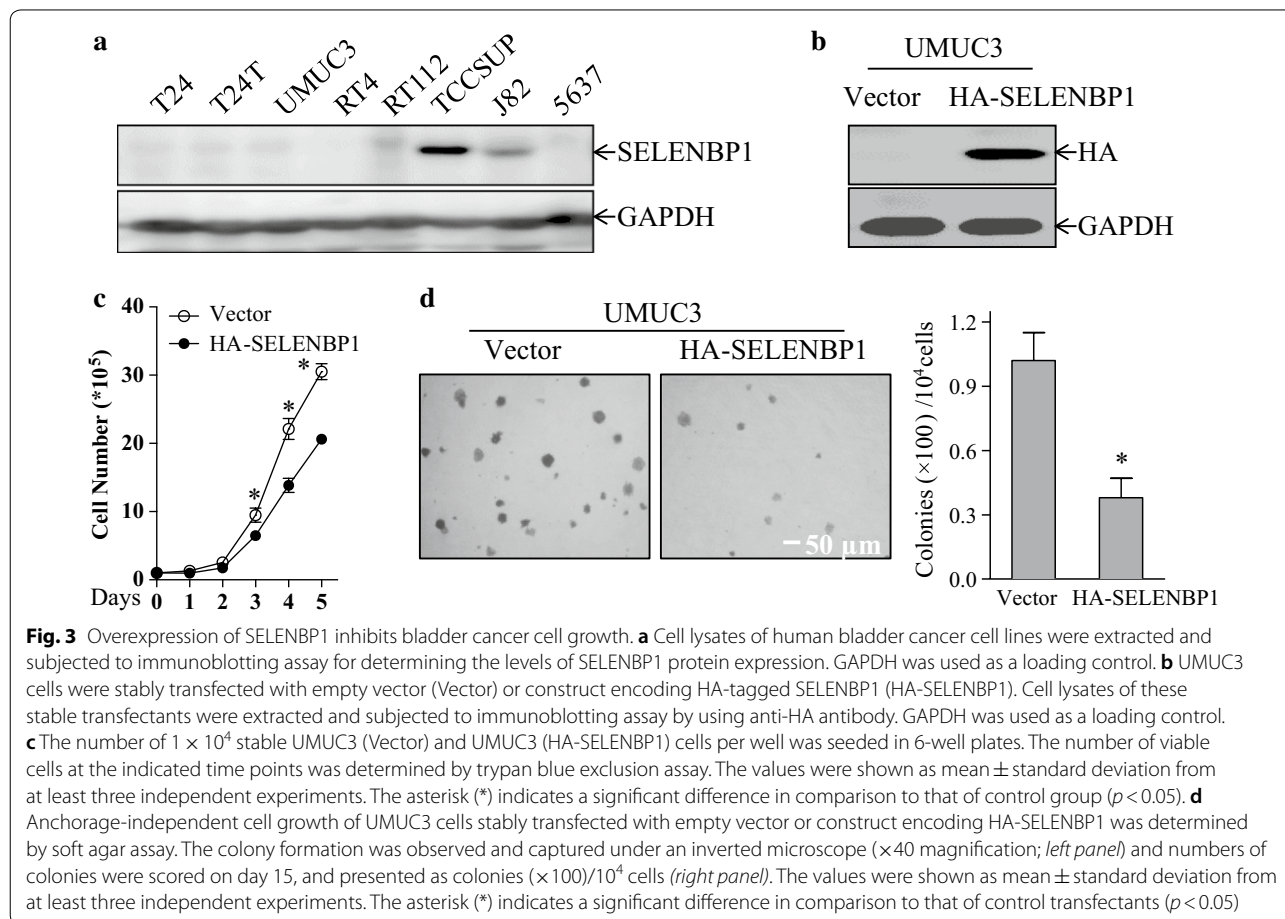 a
T24
T24T
UMUC3
RT4
RT112
TCCSUP
J82
5637
SELENBP1
GAPDH
b
UMUC3
Vector HA-SELENBP1
HA
GAPDH
c
Vector
HA-SELENBP1
Cell Number (*10⁵)
40
30
20
10
0
*
*
*
Days 0 1 2 3 4 5
d
UMUC3
Vector HA-SELENBP1
50 µm
Colonies (×100) /10⁴cells
1.2
0.9
0.6
0.3
0.0
*
Vector HA-SELENBP1
Fig. 3 Overexpression of SELENBP1 inhibits bladder cancer cell growth. a Cell lysates of human bladder cancer cell lines were extracted and
subjected to immunoblotting assay for determining the levels of SELENBP1 protein expression. GAPDH was used as a loading control. b UMUC3
cells were stably transfected with empty vector (Vector) or construct encoding HA-tagged SELENBP1 (HA-SELENBP1). Cell lysates of these
stable transfectants were extracted and subjected to immunoblotting assay by using anti-HA antibody. GAPDH was used as a loading control.
c The number of 1 × 10⁴ stable UMUC3 (Vector) and UMUC3 (HA-SELENBP1) cells per well was seeded in 6-well plates. The number of viable
cells at the indicated time points was determined by trypan blue exclusion assay. The values were shown as mean ± standard deviation from
at least three independent experiments. The asterisk (*) indicates a significant difference in comparison to that of control group (p < 0.05). d
Anchorage-independent cell growth of UMUC3 cells stably transfected with empty vector or construct encoding HA-SELENBP1 was determined
by soft agar assay. The colony formation was observed and captured under an inverted microscope (×40 magnification; left panel) and numbers of
colonies were scored on day 15, and presented as colonies (×100)/10⁴ cells (right panel). The values were shown as mean ± standard deviation from
at least three independent experiments. The asterisk (*) indicates a significant difference in comparison to that of control transfectants (p < 0.05)